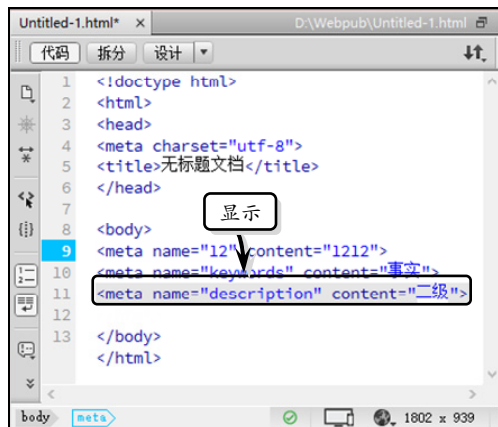 Untitled-1.html* ×
D:\Webpub\Untitled-1.html
代码 拆分 设计
1 <!doctype html>
2 <html>
3 <head>
4 <meta charset="utf-8">
5 <title>无标题文档</title>
6 </head>
7
显示
8 <body>
9 <meta name="12" content="1212">
10 <meta name="keywords" content="事实">
11 <meta name="description" content="二级">
12
13 </body>
</html>
body meta 1802 x 939